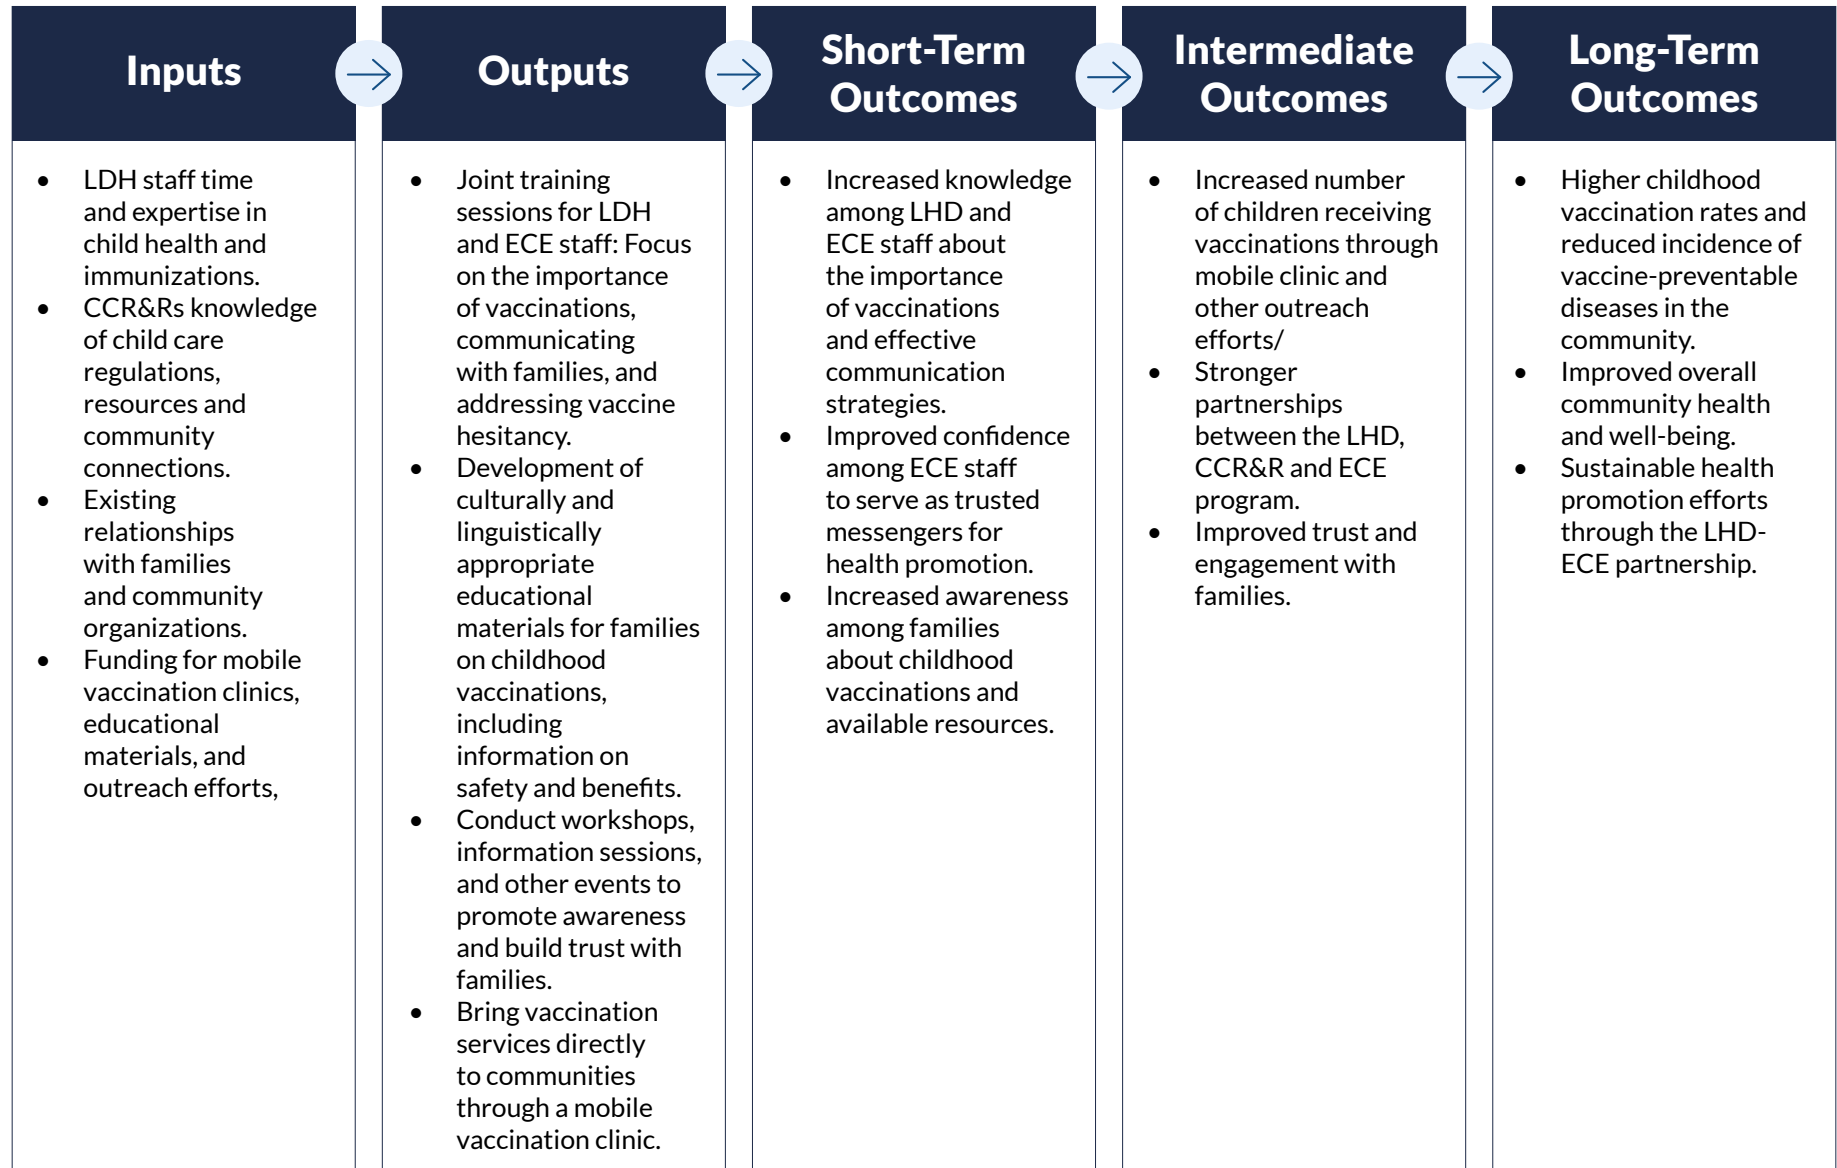 Inputs
LDH staff time
and expertise in
child health and
immunizations.
CCR&Rs knowledge
of child care
regulations,
resources and
community
connections.
Existing
relationships
with families
and community
organizations.
Funding for mobile
vaccination clinics,
educational
materials, and
outreach efforts,
Outputs
Joint training
sessions for LDH
and ECE staff: Focus
on the importance
of vaccinations,
communicating
with families, and
addressing vaccine
hesitancy.
Development of
culturally and
linguistically
appropriate
educational
materials for families
on childhood
vaccinations,
including
information on
safety and benefits.
Conduct workshops,
information sessions,
and other events to
promote awareness
and build trust with
families.
Bring vaccination
services directly
to communities
through a mobile
vaccination clinic.
Short-Term
Outcomes
Increased knowledge
among LHD and
ECE staff about
the importance
of vaccinations
and effective
communication
strategies.
Improved confidence
among ECE staff
to serve as trusted
messengers for
health promotion.
Increased awareness
among families
about childhood
vaccinations and
available resources.
Intermediate
Outcomes
Increased number
of children receiving
vaccinations through
mobile clinic and
other outreach
efforts/
Stronger
partnerships
between the LHD,
CCR&R and ECE
program.
Improved trust and
engagement with
families.
Long-Term
Outcomes
Higher childhood
vaccination rates and
reduced incidence of
vaccine-preventable
diseases in the
community.
Improved overall
community health
and well-being.
Sustainable health
promotion efforts
through the LHD-
ECE partnership.